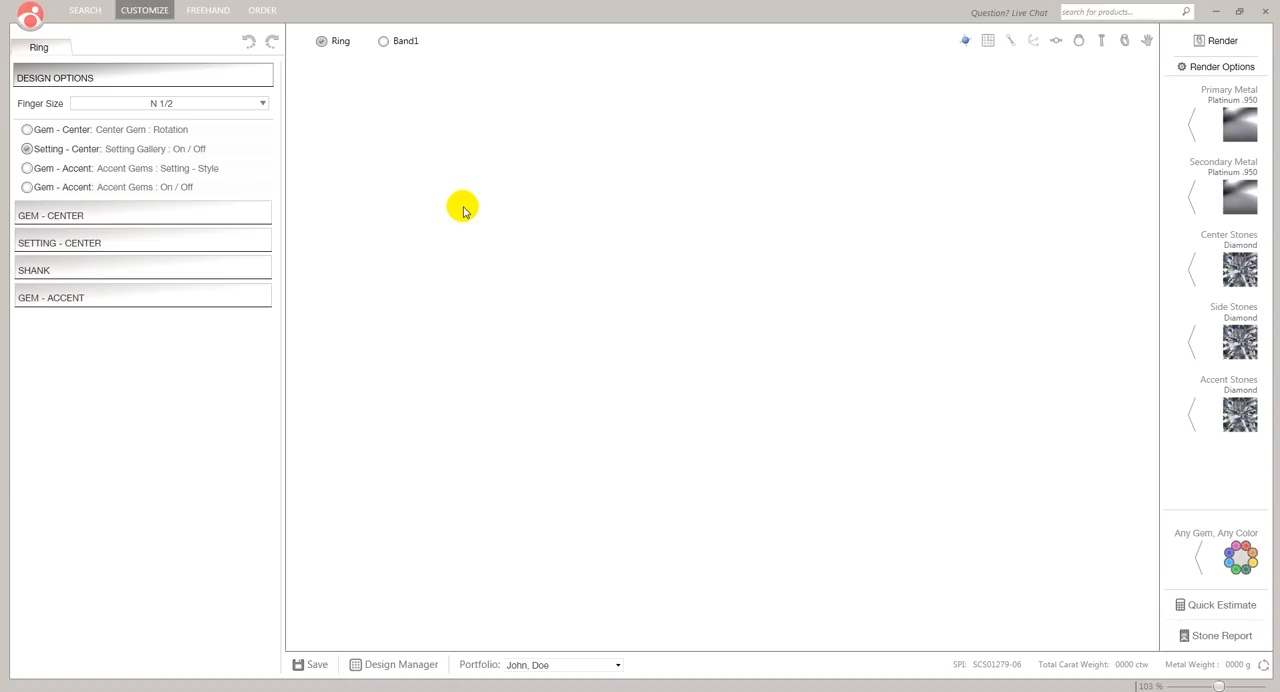 SEARCH CUSTOMIZE FREEHAND ORDER
Question? Live Chat search for products...
Ring
Ring Band1
Render
DESIGN OPTIONS
Render Options
Finger Size N 1/2
Gem - Center: Center Gem : Rotation
Setting - Center: Setting Gallery : On / Off
Gem - Accent: Accent Gems : Setting - Style
Gem - Accent: Accent Gems : On / Off
GEM - CENTER
SETTING - CENTER
SHANK
GEM - ACCENT
Primary Metal
Platinum .950
Secondary Metal
Platinum .950
Center Stones
Diamond
Side Stones
Diamond
Accent Stones
Diamond
Any Gem, Any Color
Quick Estimate
Stone Report
Save Design Manager Portfolio: John, Doe SPI: SCS01279-06 Total Carat Weight: 0000 ctw Metal Weight : 0000 g
103 %